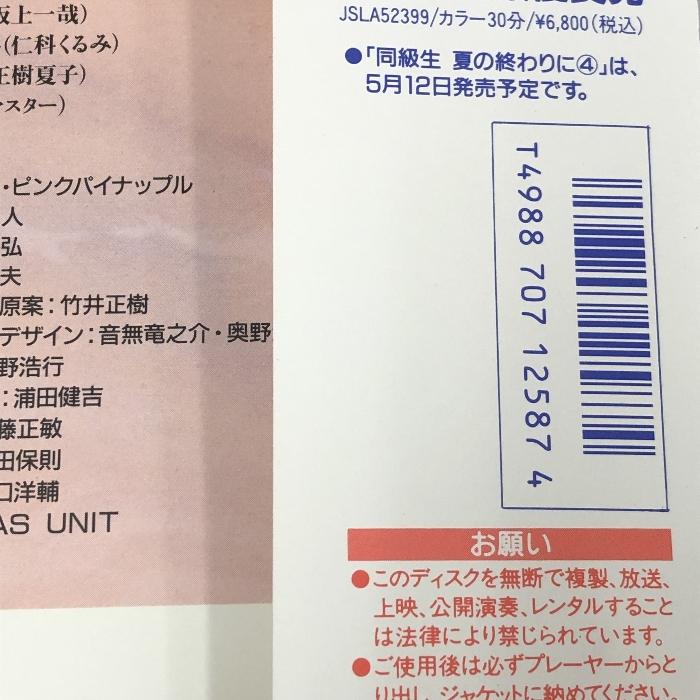 坂上一哉)
(仁科くるみ)
正樹夏子)
スター)
・ピンクパイナップル
人
弘
夫
原案：竹井正樹
デザイン：音無竜之介・奥野
野浩行
：浦田健吉
藤正敏
田保則
口洋輔
AS UNIT
JSLA52399/カラー30分/¥6,800(税込)
●「同級生 夏の終わりに④」は、
5月12日発売予定です。
T4988 707 12587 4
お願い
●このディスクを無断で複製、放送、
上映、公開演奏、レンタルすること
は法律により禁じられています。
●ご使用後は必ずプレーヤーからと
り出し、ジャケットに納めてください。